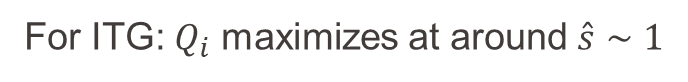 For ITG: Qᵢ maximizes at around ŝ ~ 1